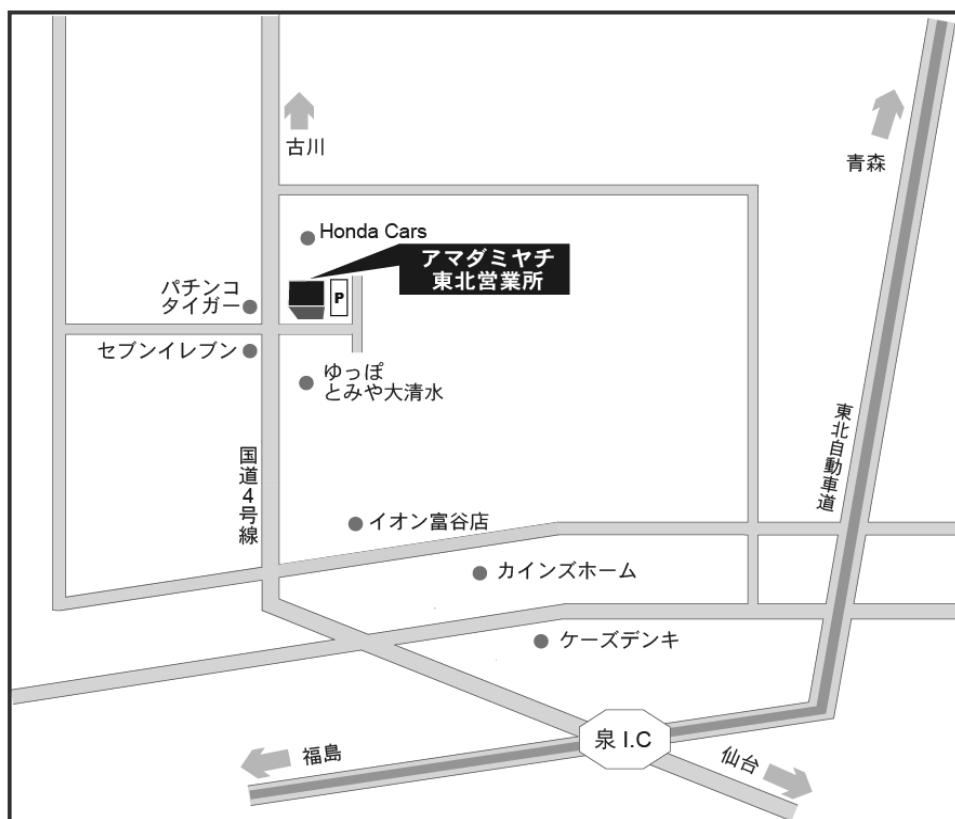 古川
青森
Honda Cars
アマダミヤチ
東北営業所
パチンコ
タイガー
P
セブンイレブン
ゆっぽ
とみや大清水
東北自動車道
国道4号線
イオン富谷店
カインズホーム
ケーズデンキ
泉 I.C
福島
仙台